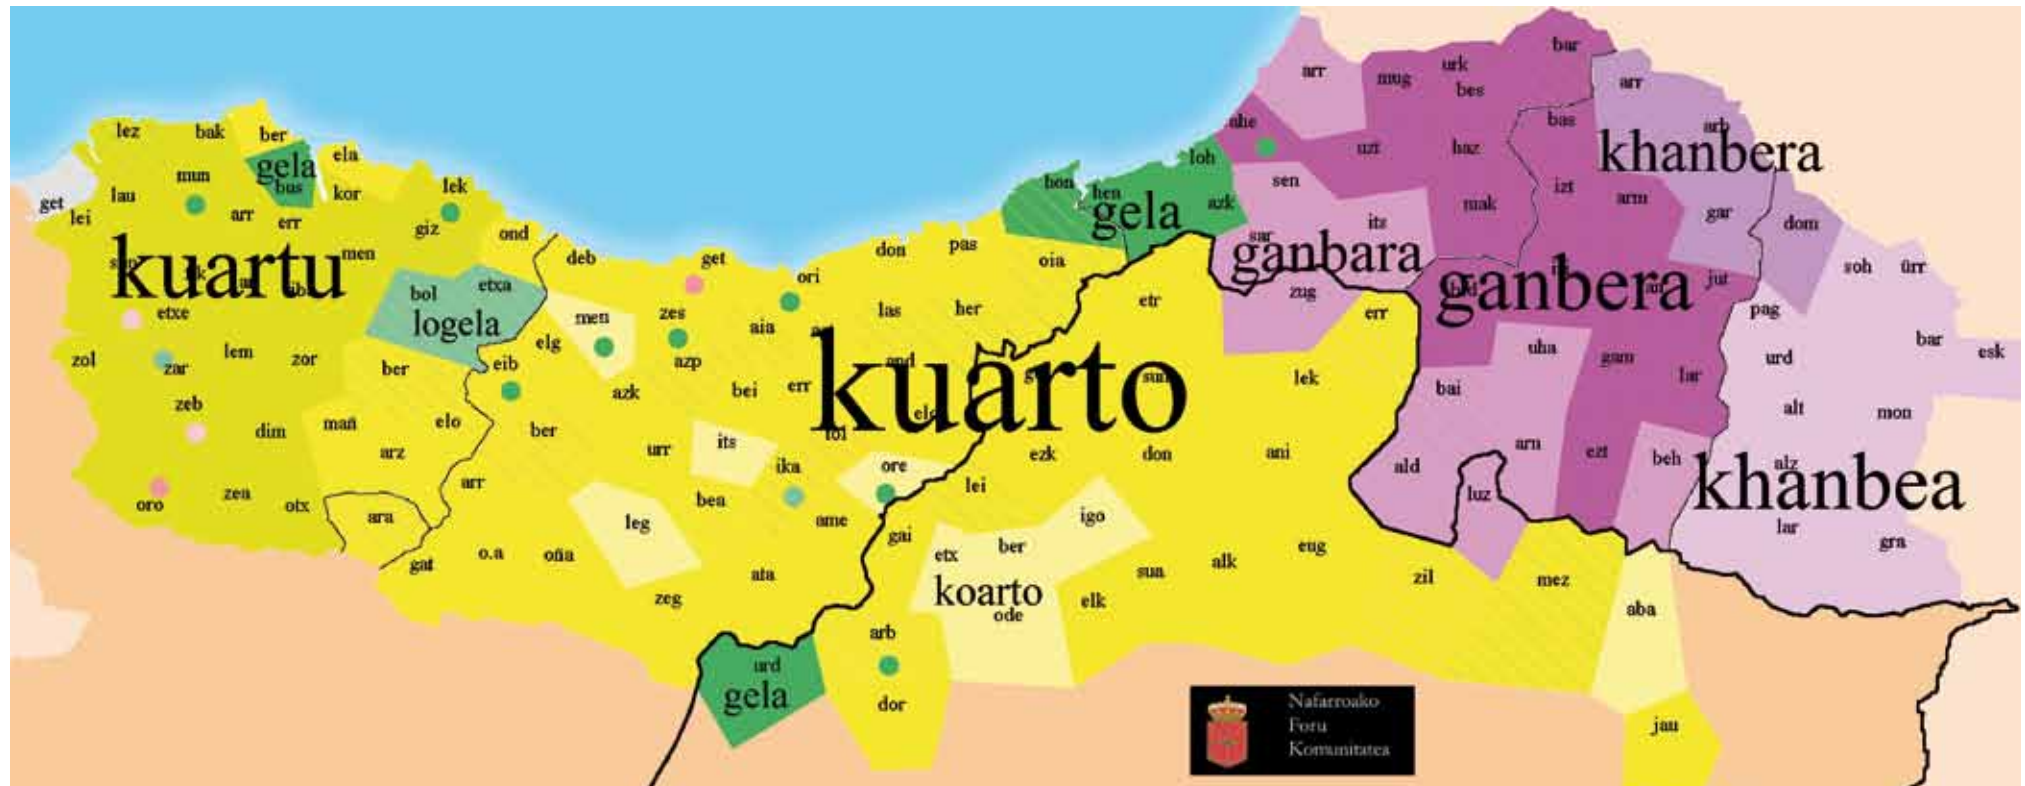 bar
urk
arr
mug
bes
arr
lez
bak
ber
ahe
bas
arb
ela
uzt
haz
khanbera
gela
loh
mun
bus
lek
hon
hen
sen
izt
arm
lau
kor
get
lei
arr
err
giz
ond
gela
azk
sar
its
mak
gar
dom
kuartu
men
deb
get
ori
don
pas
oia
ganbara
ganbera
jut
soh
ürr
bol
etxa
zug
etxe
logela
men
zes
aia
las
her
etr
err
pag
bar
esk
zol
zar
lem
zor
ber
eib
elg
azp
bei
err
kuarto
lek
uha
gam
lar
urd
bai
azk
zeb
dim
mañ
elo
ber
alt
mon
arz
urr
its
ika
ezk
don
ani
ald
arn
ezt
beh
alz
khanbea
oro
zea
otx
ara
arr
leg
bea
ore
lei
luz
ame
gai
igo
lar
gra
gat
o.a
oña
ata
etx
ber
koarto
ode
sua
alk
eug
zil
mez
zeg
elk
aba
arb
urd
gela
dor
jau
Nafarroako
Foru
Komunitatea